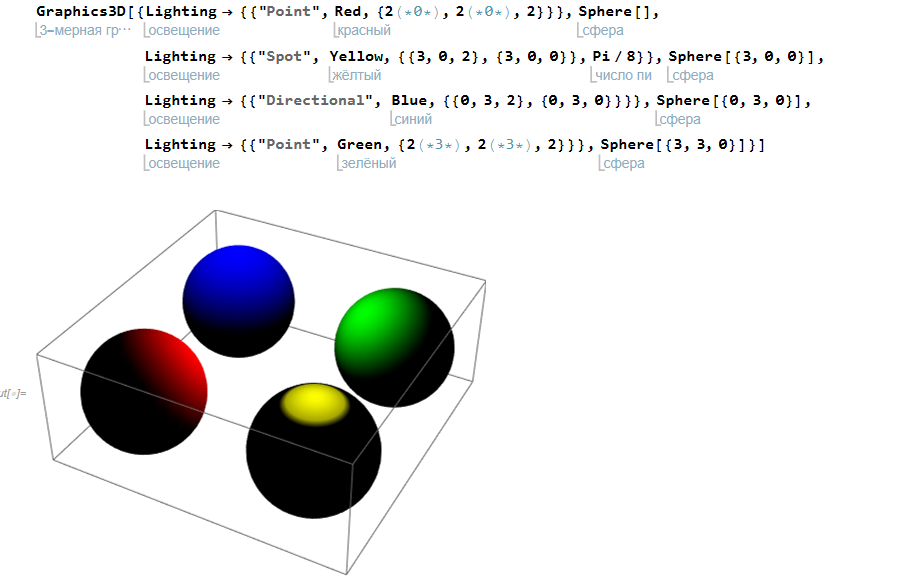 Graphics3D[{Lighting → {{"Point", Red, {2(*0*), 2(*0*), 2}}}, Sphere[],
3-мерная гр··· освещение красный сфера
Lighting → {{"Spot", Yellow, {{3, 0, 2}, {3, 0, 0}}, Pi / 8}}, Sphere[{3, 0, 0}],
освещение жёлтый число пи сфера
Lighting → {{"Directional", Blue, {{0, 3, 2}, {0, 3, 0}}}}, Sphere[{0, 3, 0}],
освещение синий сфера
Lighting → {{"Point", Green, {2(*3*), 2(*3*), 2}}}, Sphere[{3, 3, 0}]}]
освещение зелёный сфера
ut[◦]=